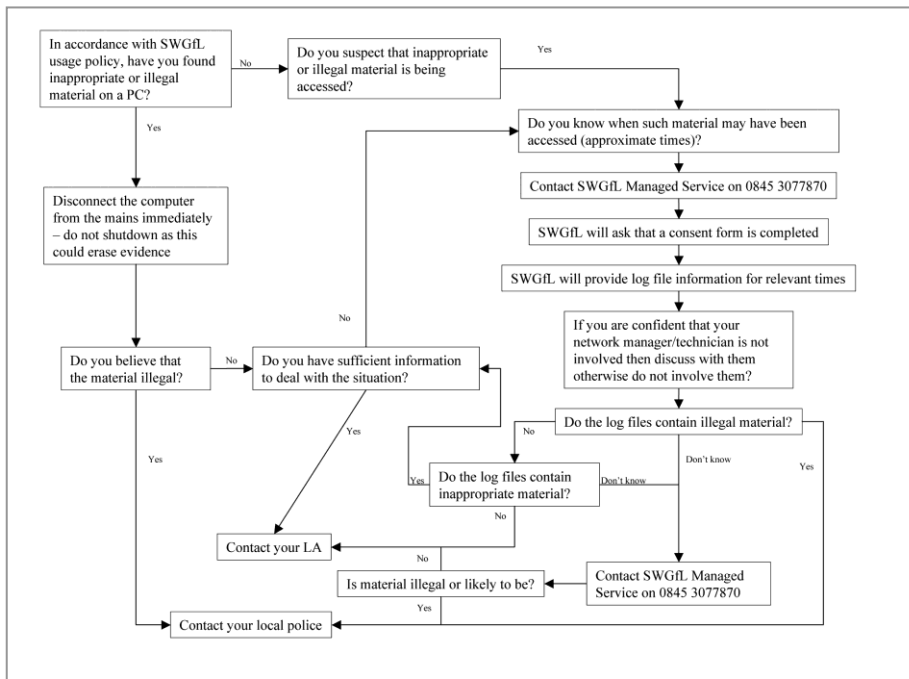 In accordance with SWGfL
usage policy, have you found
inappropriate or illegal
material on a PC?
No
Do you suspect that inappropriate
or illegal material is being
accessed?
Yes
Do you know when such material may have been
accessed (approximate times)?
Yes
Contact SWGfL Managed Service on 0845 3077870
Disconnect the computer
from the mains immediately
– do not shutdown as this
could erase evidence
SWGfL will ask that a consent form is completed
SWGfL will provide log file information for relevant times
No
If you are confident that your
network manager/technician is not
involved then discuss with them
otherwise do not involve them?
Do you believe that
the material illegal?
No
Do you have sufficient information
to deal with the situation?
Do the log files contain illegal material?
Yes
No
Don't know
Yes
Yes
Yes
Do the log files contain
inappropriate material?
Don't know
No
Contact your LA
No
Is material illegal or likely to be?
Contact SWGfL Managed
Service on 0845 3077870
Yes
Contact your local police